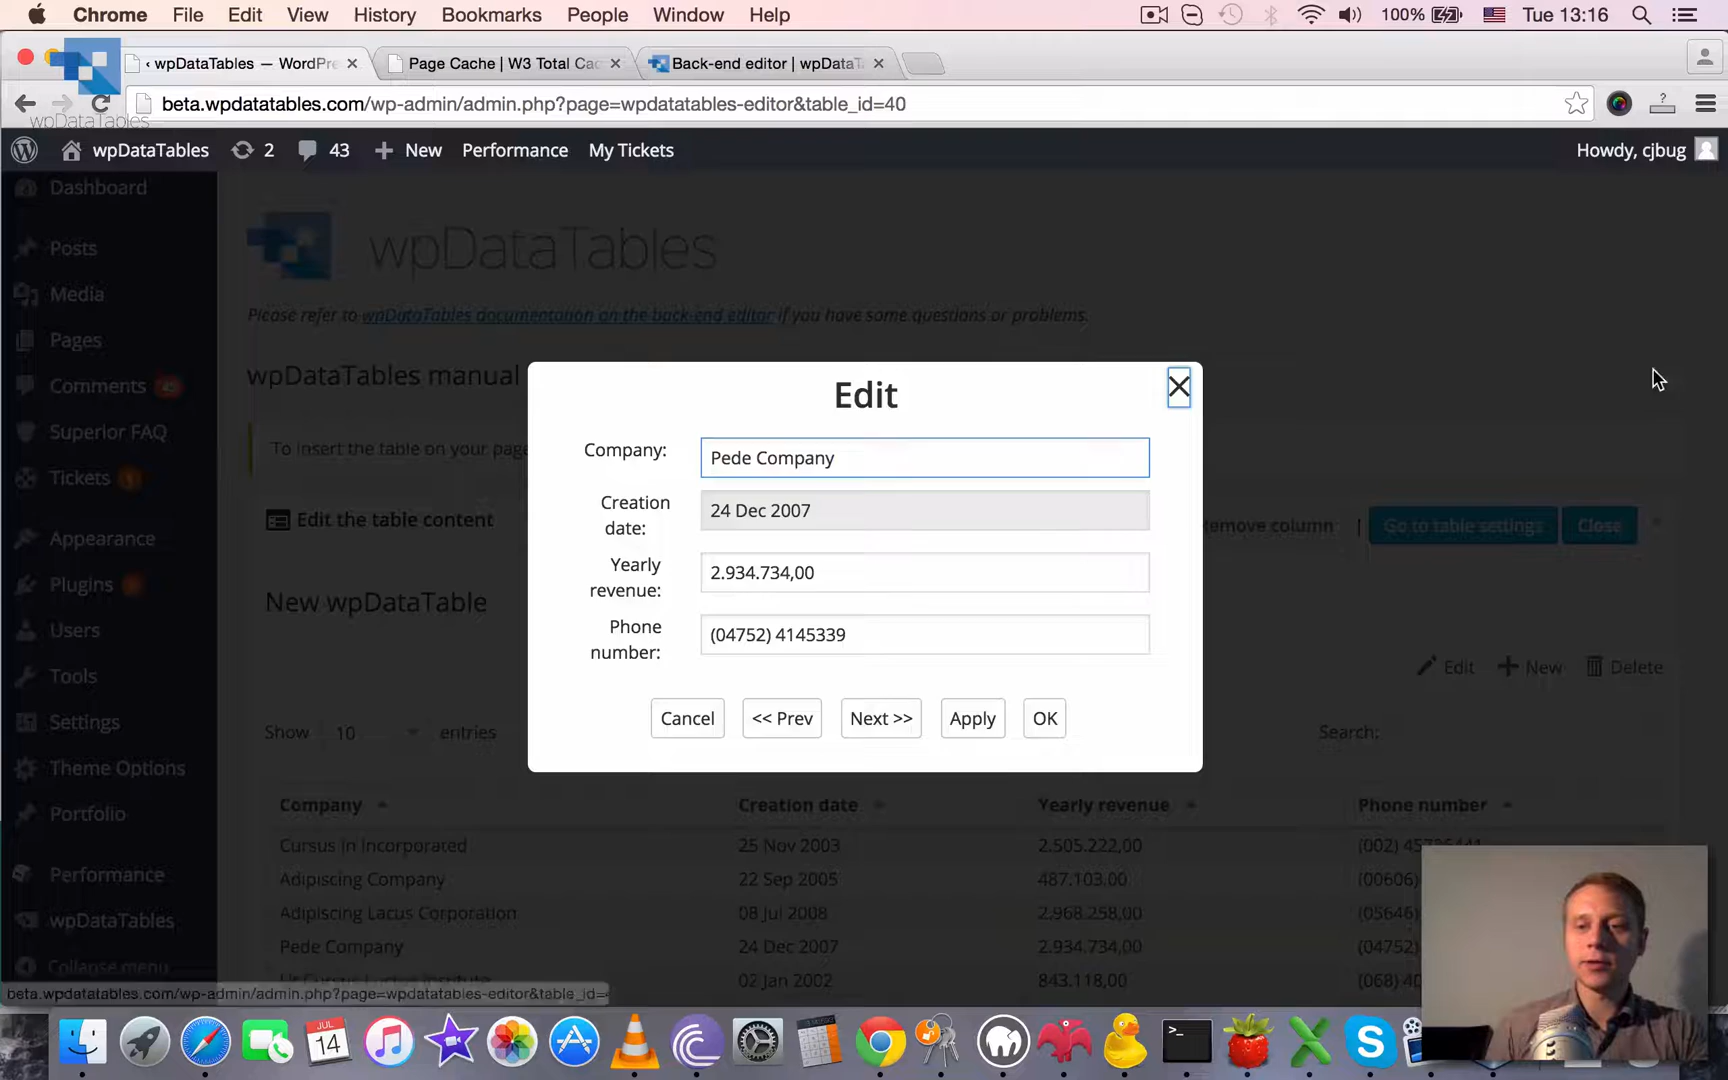 Chrome File Edit View History Bookmarks People Window Help 100% Tue 13:16
‹ wpDataTables — WordPre Page Cache | W3 Total Cac Back-end editor | wpDataT
beta.wpdatatables.com/wp-admin/admin.php?page=wpdatatables-editor&table_id=40
wpDataTables
wpDataTables 2 43 New Performance My Tickets Howdy, cjbug
Dashboard
Posts
Media
Pages
Comments
Superior FAQ
Tickets
Appearance
Plugins
Users
Tools
Settings
Theme Options
Portfolio
Performance
wpDataTables
Collapse menu
wpDataTables
Please refer to wpDataTables documentation on the back-end editor if you have some questions or problems.
wpDataTables manual
To insert the table on your page
Edit the table content
Remove column | Go to table settings Close
New wpDataTable
Edit New Delete
Show 10 entries Search:
Company Creation date Yearly revenue Phone number
Cursus In Incorporated 25 Nov 2003 2.505.222,00 (002)
Adipiscing Company 22 Sep 2005 487.103,00 (00606)
Adipiscing Lacus Corporation 08 Jul 2008 2.968.258,00 (05646)
Pede Company 24 Dec 2007 2.934.734,00 (04752)
Ut Cursus Luctus Institute 02 Jan 2002 843.118,00 (068) 40
Edit
Company: Pede Company
Creation date: 24 Dec 2007
Yearly revenue: 2.934.734,00
Phone number: (04752) 4145339
Cancel << Prev Next >> Apply OK
beta.wpdatatables.com/wp-admin/admin.php?page=wpdatatables-editor&table_id=
JUL
14